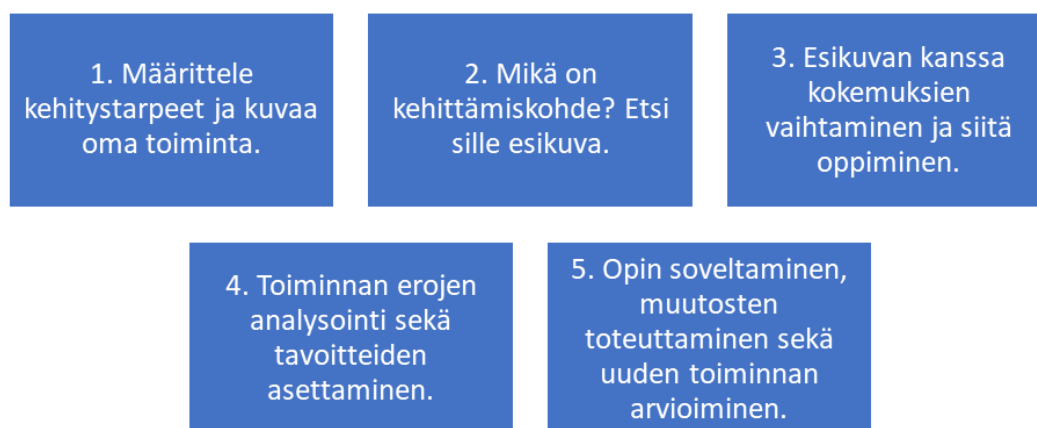 1. Määrittele
kehitystarpeet ja kuvaa
oma toiminta.
2. Mikä on
kehittämiskohde? Etsi
sille esikuva.
3. Esikuvan kanssa
kokemuksien
vaihtaminen ja siitä
oppiminen.
4. Toiminnan erojen
analysointi sekä
tavoitteiden
asettaminen.
5. Opin soveltaminen,
muutosten
toteuttaminen sekä
uuden toiminnan
arvioiminen.